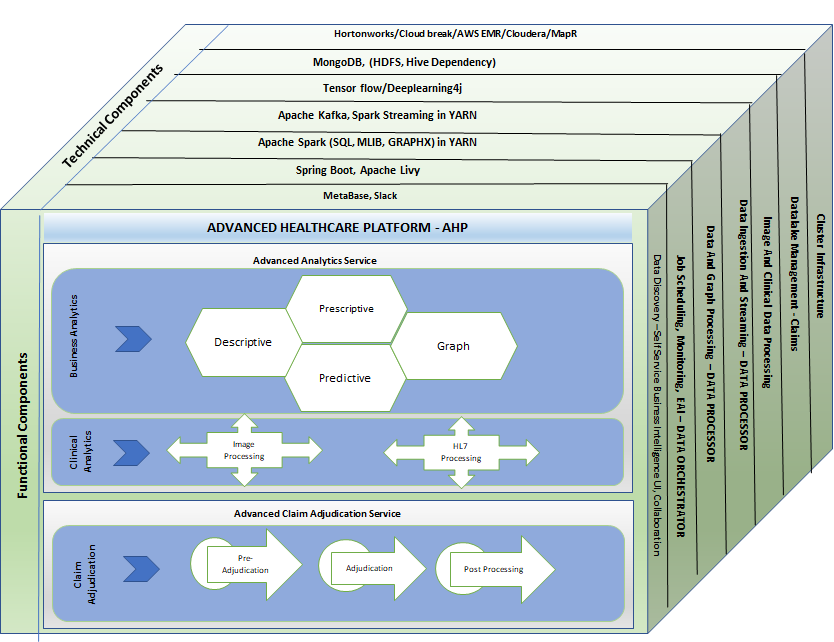 Hortonworks/Cloud break/AWS EMR/Cloudera/MapR
MongoDB, (HDFS, Hive Dependency)
Tensor flow/Deeplearning4j
Apache Kafka, Spark Streaming in YARN
Apache Spark (SQL, MLIB, GRAPHX) in YARN
Spring Boot, Apache Livy
MetaBase, Slack
Technical Components
ADVANCED HEALTHCARE PLATFORM - AHP
Functional Components
Advanced Analytics Service
Business Analytics
Descriptive
Prescriptive
Predictive
Graph
Clinical
Analytics
Image
Processing
HL7
Processing
Advanced Claim Adjudication Service
Claim
Adjudication
Pre-
Adjudication
Adjudication
Post Processing
Data Discovery – Self Service Business Intelligence UI, Collaboration
Job Scheduling, Monitoring, EAI – DATA ORCHESTRATOR
Data And Graph Processing – DATA PROCESSOR
Data Ingestion And Streaming – DATA PROCESSOR
Image And Clinical Data Processing
Datalake Management - Claims
Cluster Infrastructure